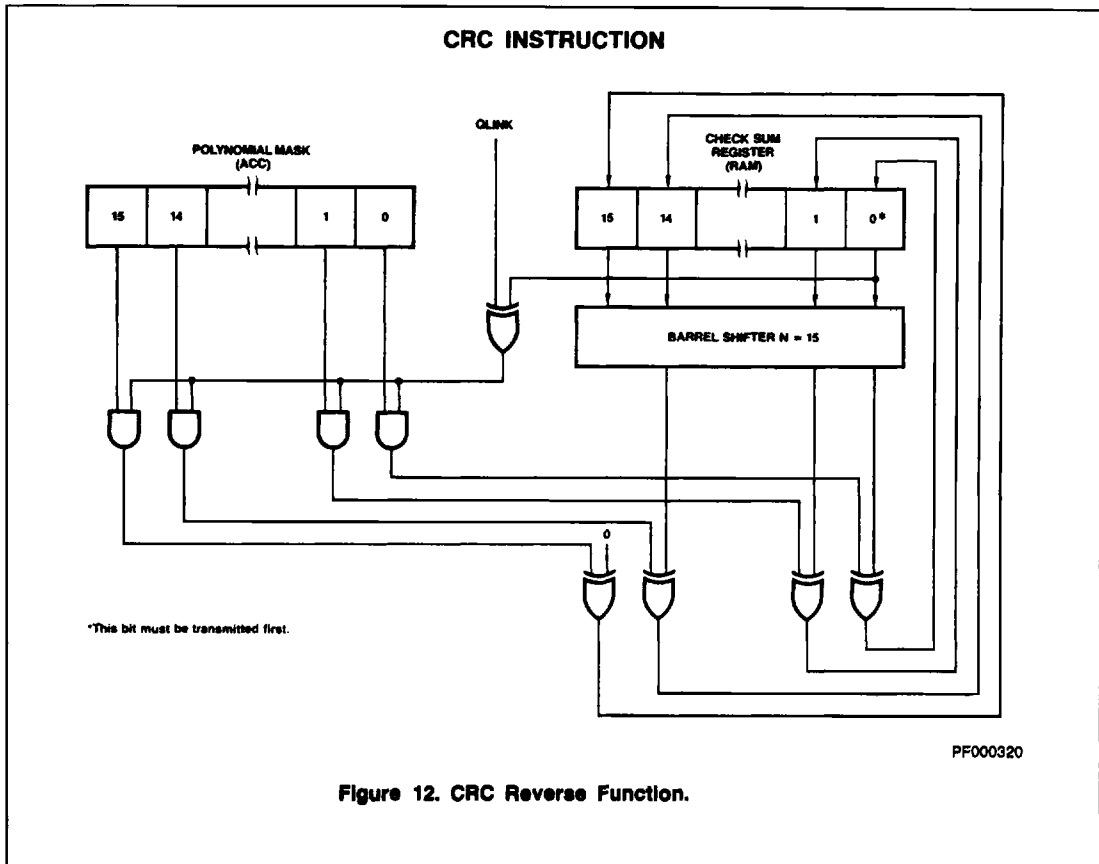 CRC INSTRUCTION
QLINK
POLYNOMIAL MASK
(ACC)
CHECK SUM
REGISTER
(RAM)
15 14 1 0
15 14 1 0*
BARREL SHIFTER N = 15
0
*This bit must be transmitted first.
PF000320
Figure 12. CRC Reverse Function.